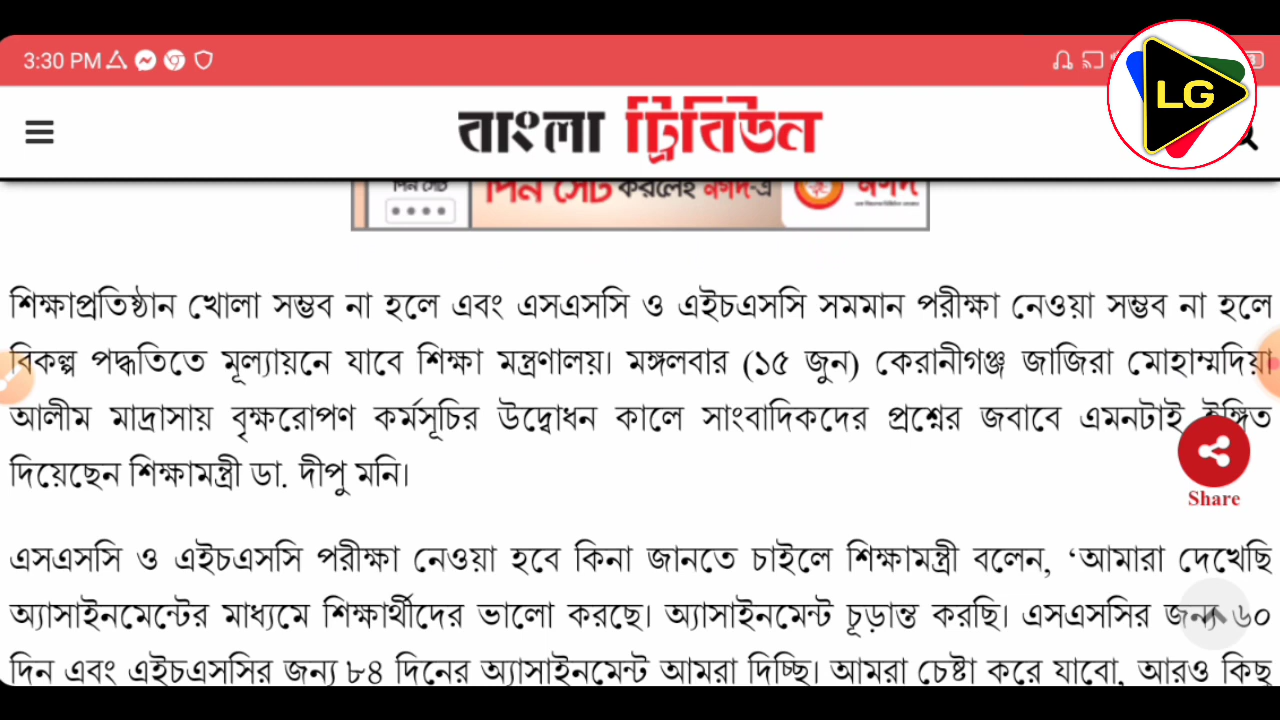 3:30 PM
LG
বাংলা ট্রিবিউন
পিন সেট
পিন সেট করলেই নগদ-এ
নগদ
শিক্ষাপ্রতিষ্ঠান খোলা সম্ভব না হলে এবং এসএসসি ও এইচএসসি সমমান পরীক্ষা নেওয়া সম্ভব না হলে
বিকল্প পদ্ধতিতে মূল্যায়নে যাবে শিক্ষা মন্ত্রণালয়। মঙ্গলবার (১৫ জুন) কেরানীগঞ্জ জাজিরা মোহাম্মদিয়া
আলীম মাদ্রাসায় বৃক্ষরোপণ কর্মসূচির উদ্বোধন কালে সাংবাদিকদের প্রশ্নের জবাবে এমনটাই ইঙ্গিত
দিয়েছেন শিক্ষামন্ত্রী ডা. দীপু মনি।
Share
এসএসসি ও এইচএসসি পরীক্ষা নেওয়া হবে কিনা জানতে চাইলে শিক্ষামন্ত্রী বলেন, ‘আমারা দেখেছি
অ্যাসাইনমেন্টের মাধ্যমে শিক্ষার্থীদের ভালো করছে। অ্যাসাইনমেন্ট চূড়ান্ত করছি। এসএসসির জন্য ৬০
দিন এবং এইচএসসির জন্য ৮৪ দিনের অ্যাসাইনমেন্ট আমরা দিচ্ছি। আমরা চেষ্টা করে যাবো, আরও কিছু